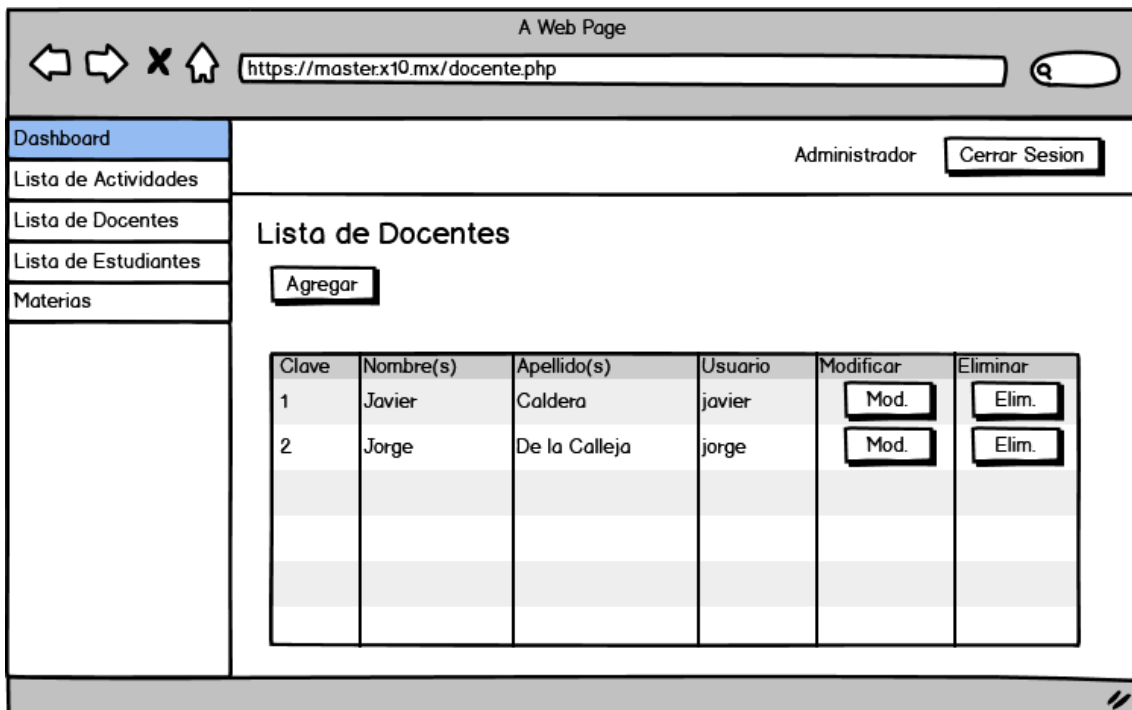 A Web Page
https://master.x10.mx/docente.php
Dashboard
Lista de Actividades
Lista de Docentes
Lista de Estudiantes
Materias
Administrador
Cerrar Sesion
Lista de Docentes
Agregar
Clave Nombre(s) Apellido(s) Usuario Modificar Eliminar
1 Javier Caldera javier Mod. Elim.
2 Jorge De la Calleja jorge Mod. Elim.